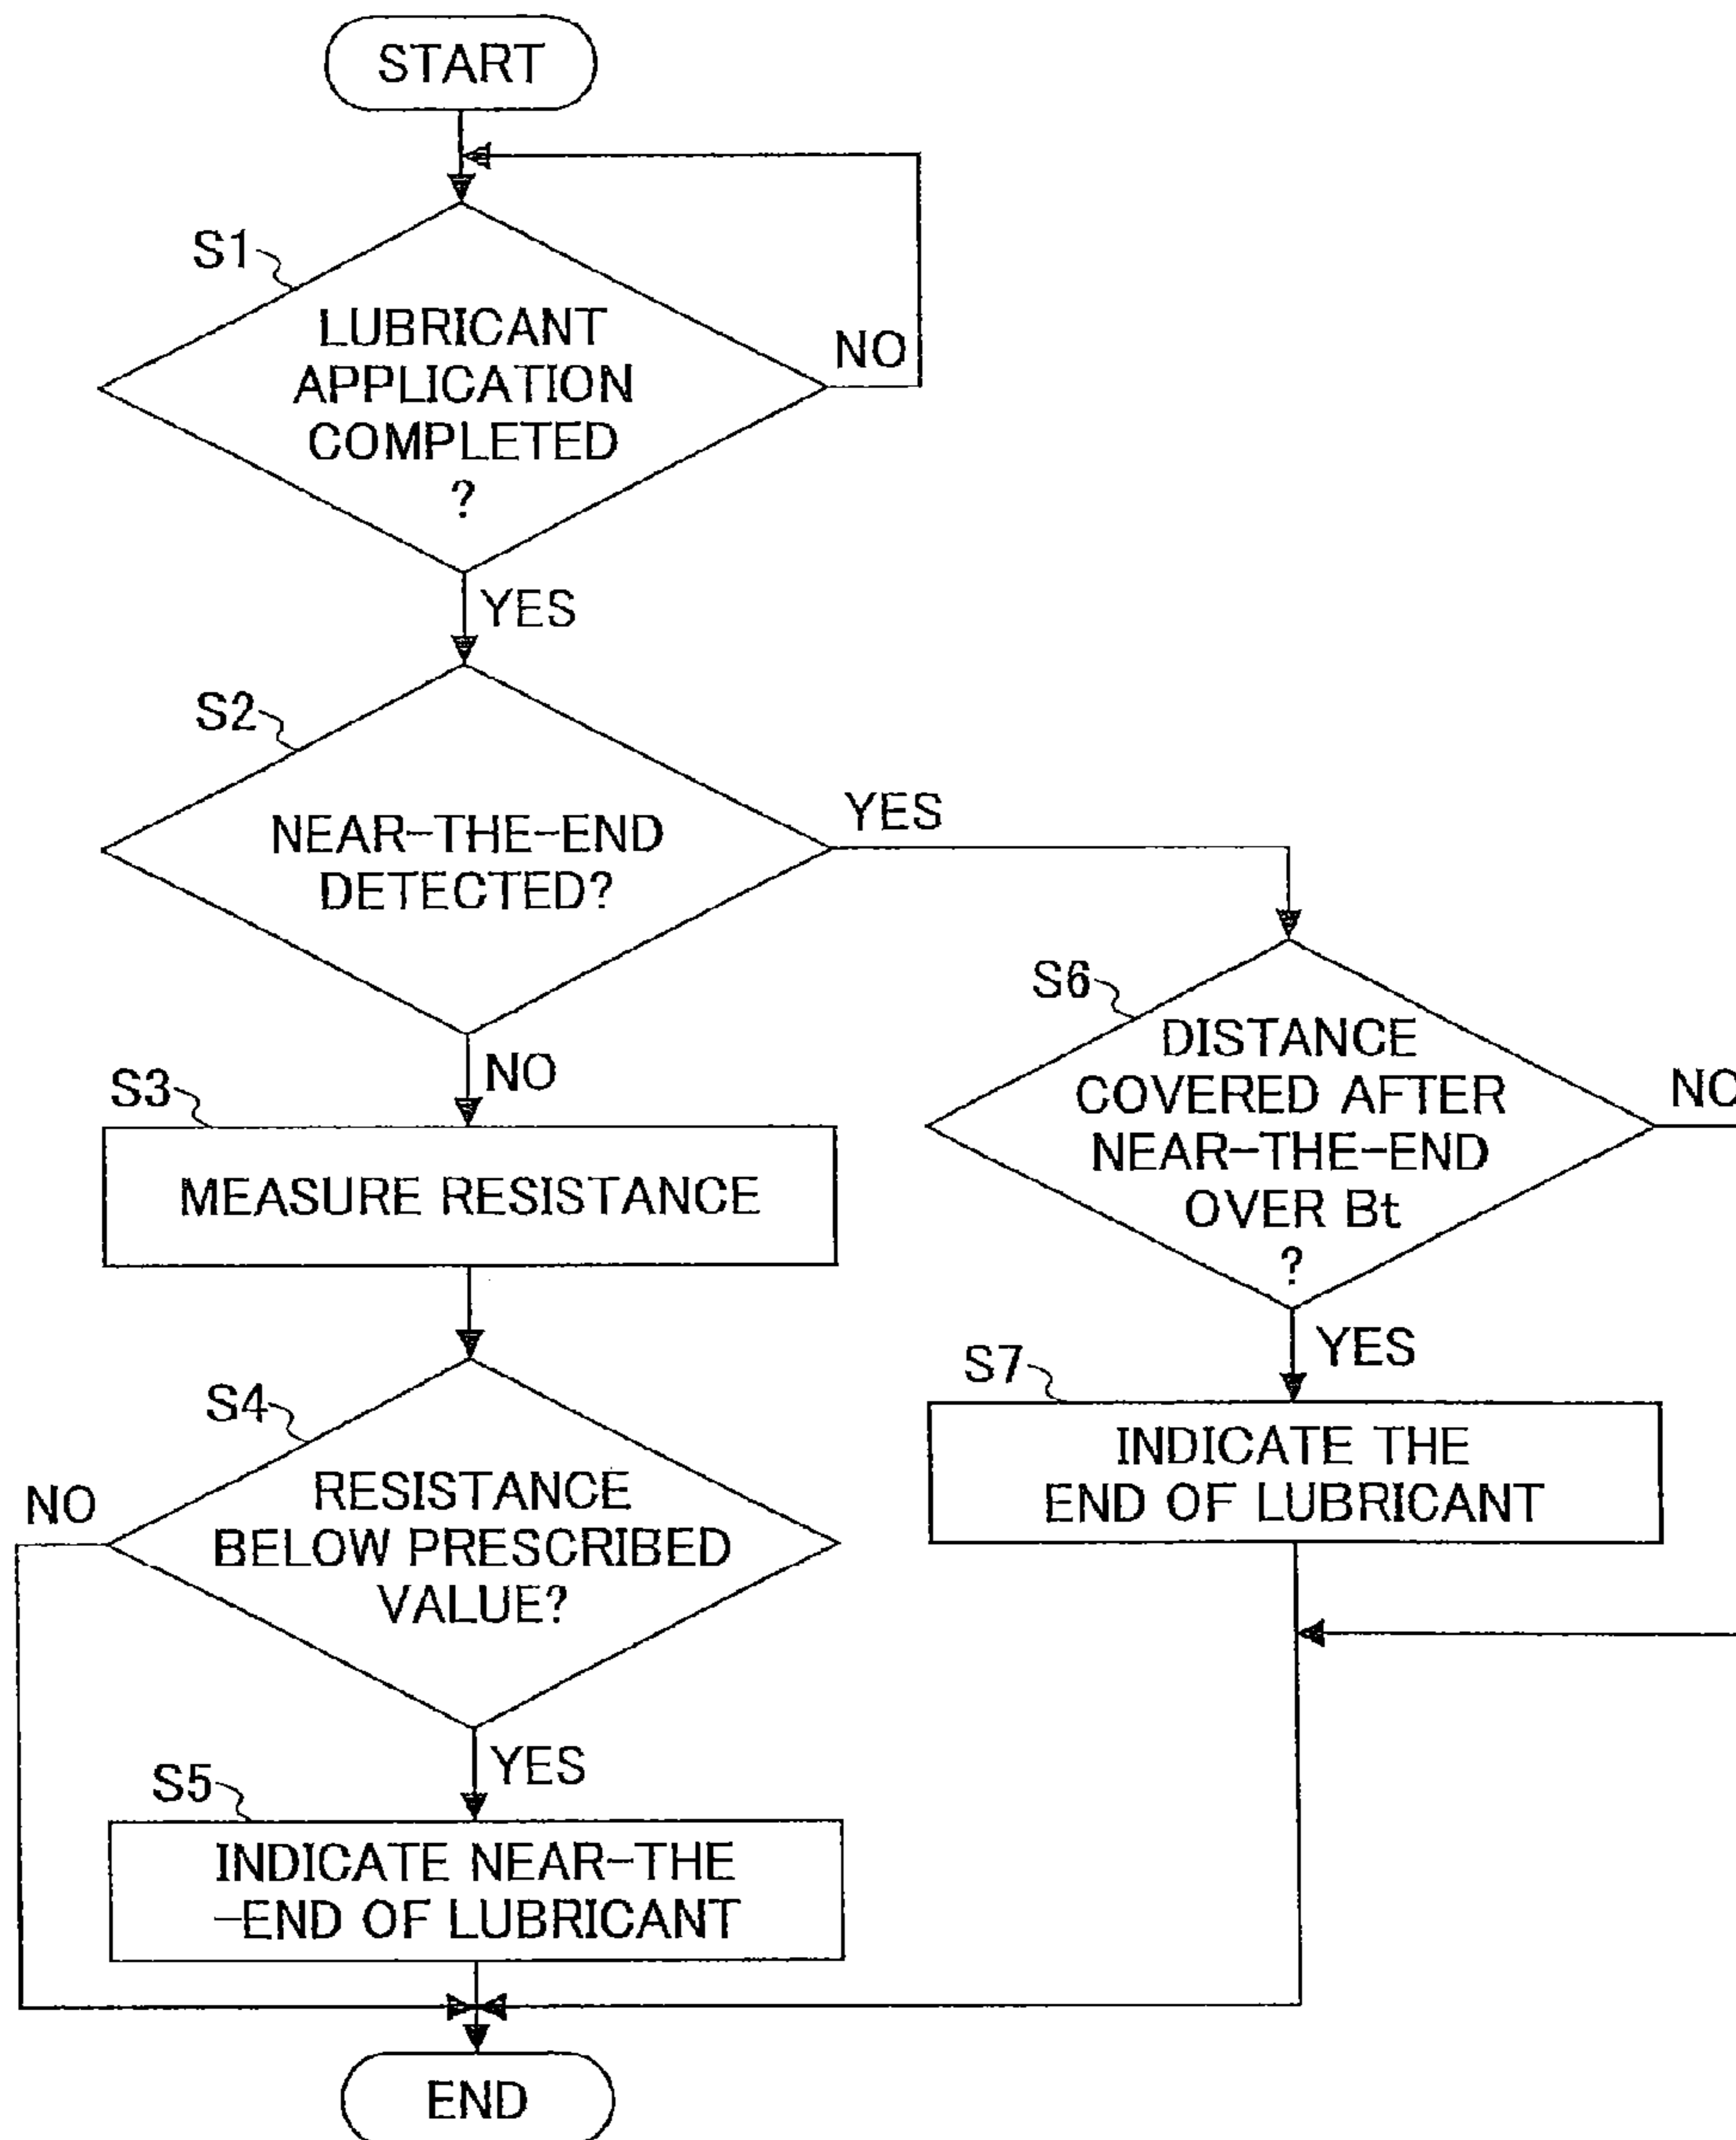 START
S1
LUBRICANT
APPLICATION
COMPLETED
?
NO
YES
S2
NEAR-THE-END
DETECTED?
YES
NO
S3
MEASURE RESISTANCE
S4
RESISTANCE
BELOW PRESCRIBED
VALUE?
NO
YES
S5
INDICATE NEAR-THE
-END OF LUBRICANT
S6
DISTANCE
COVERED AFTER
NEAR-THE-END
OVER Bt
?
NO
YES
S7
INDICATE THE
END OF LUBRICANT
END